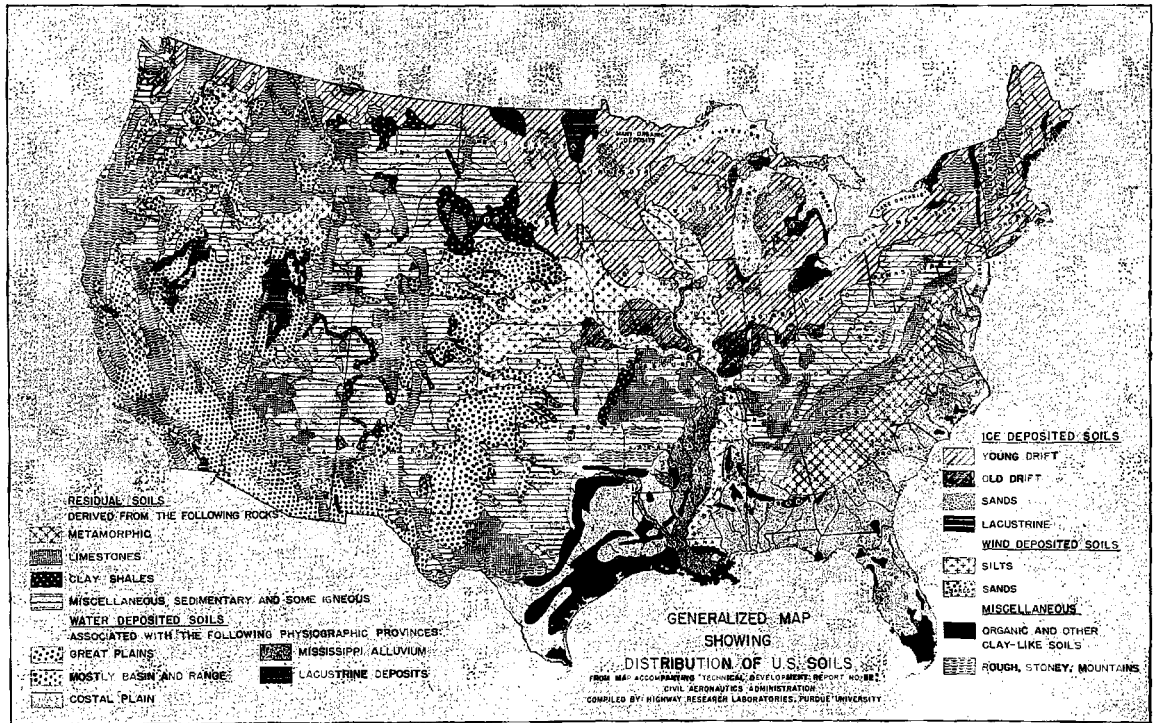 MANY ORGANIC
DEPOSITS
RESIDUAL SOILS
DERIVED FROM THE FOLLOWING ROCKS
METAMORPHIC
LIMESTONES
CLAY SHALES
MISCELLANEOUS, SEDIMENTARY AND SOME IGNEOUS
WATER DEPOSITED SOILS
ASSOCIATED WITH THE FOLLOWING PHYSIOGRAPHIC PROVINCES
GREAT PLAINS
MOSTLY BASIN AND RANGE
COSTAL PLAIN
MISSISSIPPI ALLUVIUM
LACUSTRINE DEPOSITS
GENERALIZED MAP
SHOWING
DISTRIBUTION OF U.S. SOILS
FROM MAP ACCOMPANYING "TECHNICAL DEVELOPMENT REPORT NO.
CIVIL AERONAUTICS ADMINISTRATION
COMPILED BY: HIGHWAY RESEARCH LABORATORIES, PURDUE UNIVERSITY
ICE DEPOSITED SOILS
YOUNG DRIFT
OLD DRIFT
SANDS
LACUSTRINE
WIND DEPOSITED SOILS
SILTS
SANDS
MISCELLANEOUS
ORGANIC AND OTHER
CLAY-LIKE SOILS
ROUGH, STONEY, MOUNTAINS